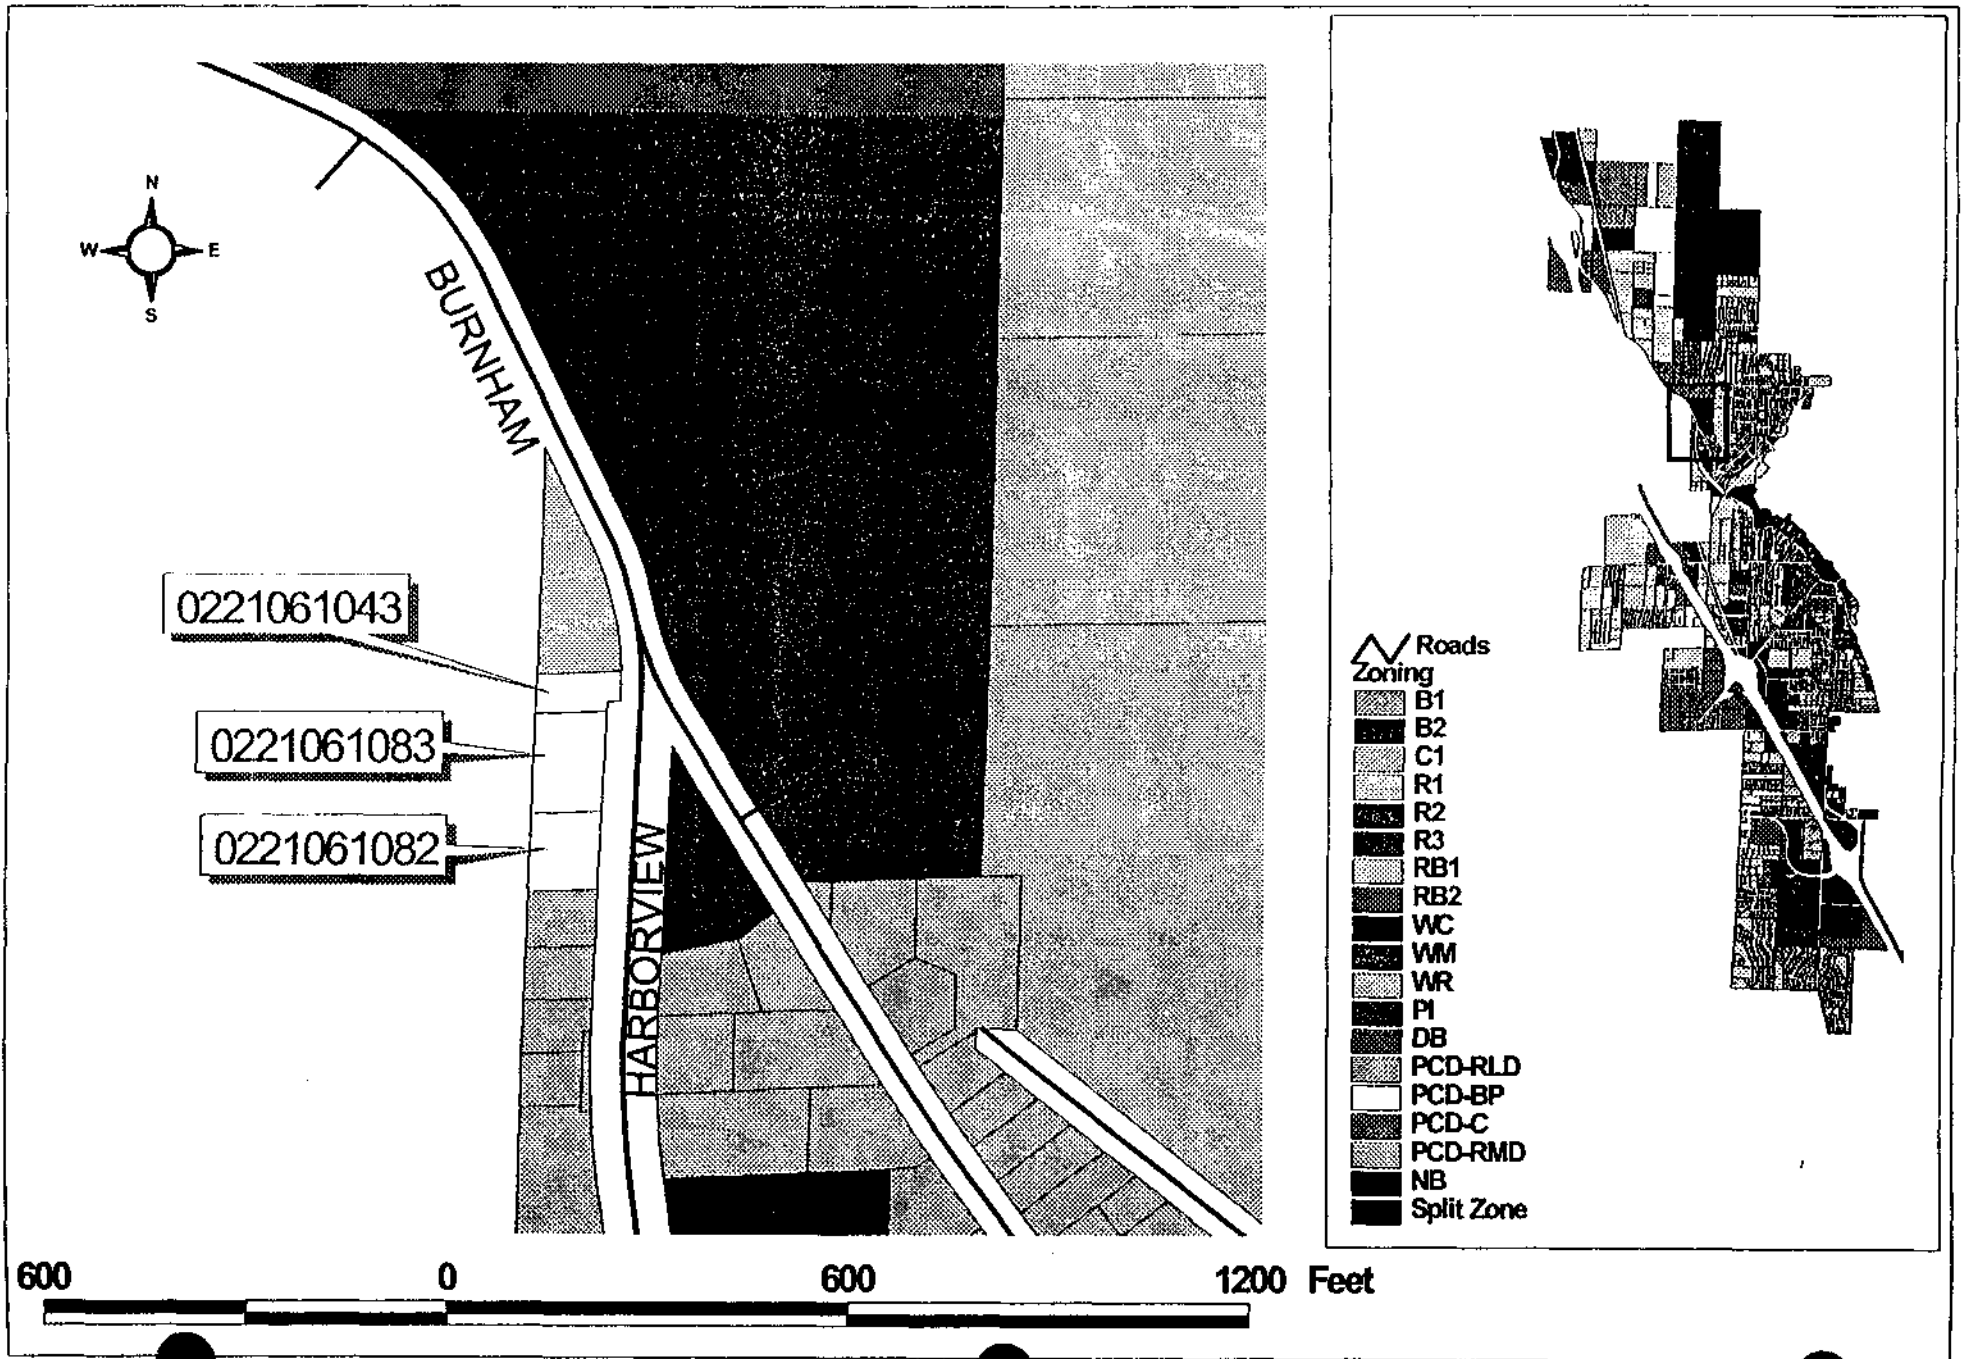 N
W E
S
BURNHAM
0221061043
0221061083
0221061082
HARBORVIEW
Roads
Zoning
B1
B2
C1
R1
R2
R3
RB1
RB2
WC
WM
WR
PI
DB
PCD-RLD
PCD-BP
PCD-C
PCD-RMD
NB
Split Zone
600 0 600 1200 Feet